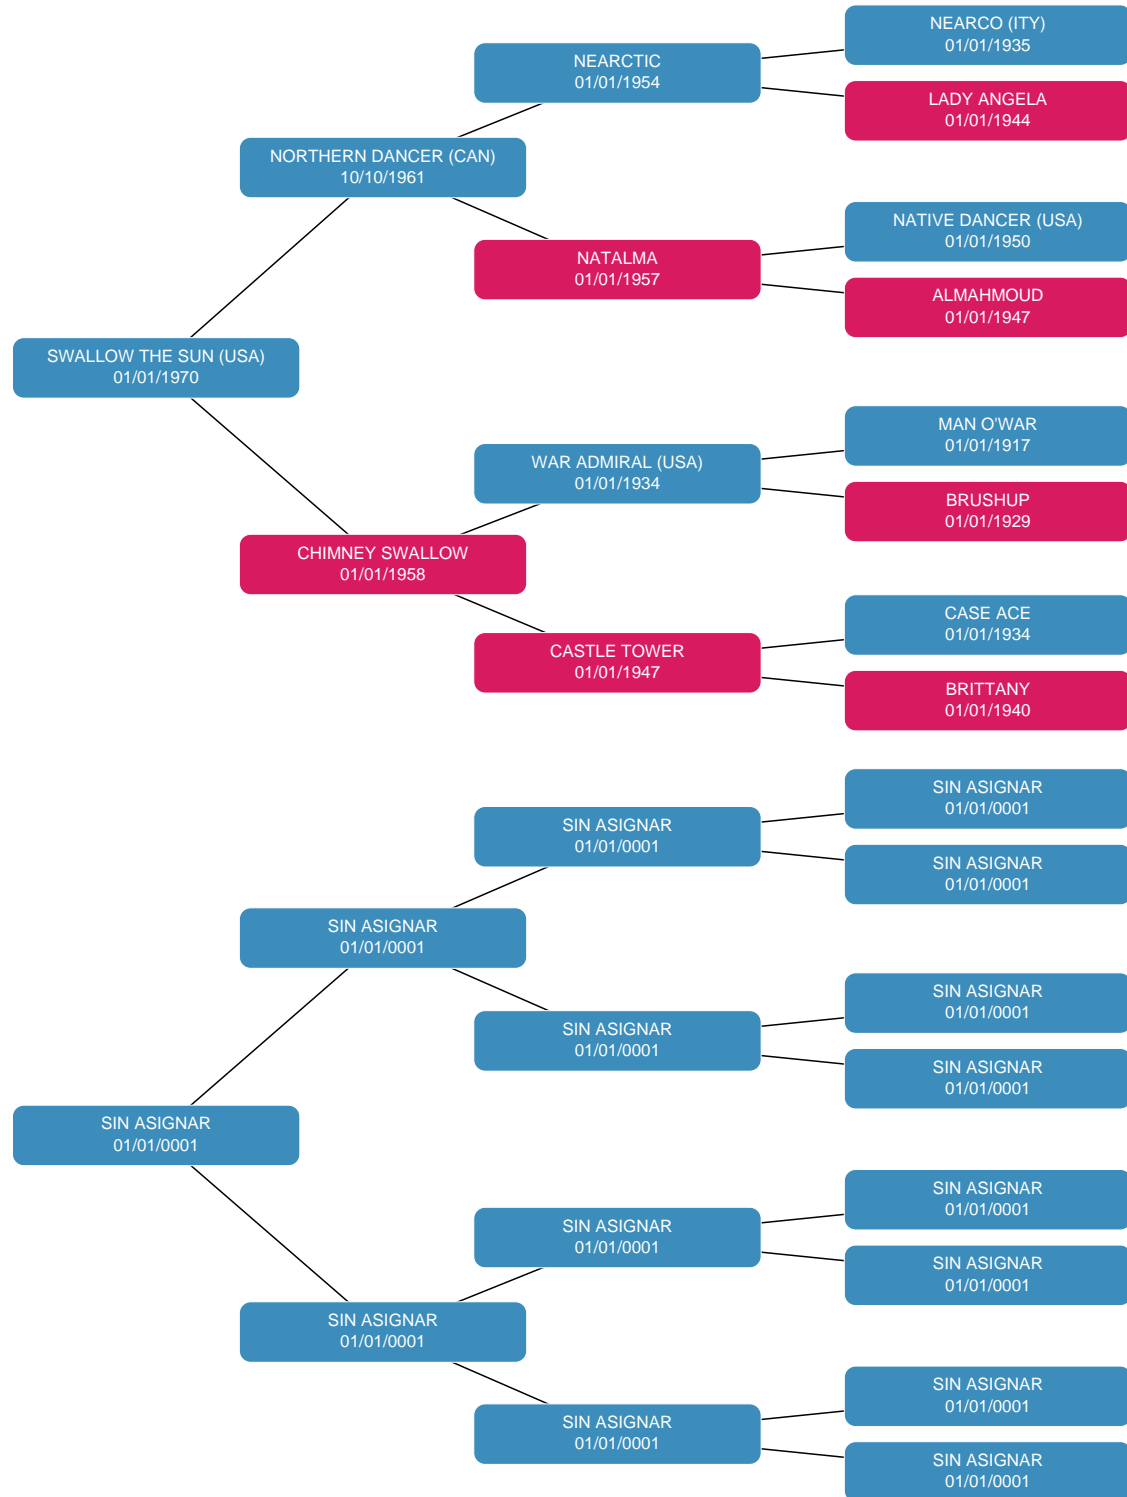 NEARCO (ITY)
01/01/1935
NEARCTIC
01/01/1954
LADY ANGELA
01/01/1944
NORTHERN DANCER (CAN)
10/10/1961
NATIVE DANCER (USA)
01/01/1950
NATALMA
01/01/1957
ALMAHMOUD
01/01/1947
SWALLOW THE SUN (USA)
01/01/1970
MAN O'WAR
01/01/1917
WAR ADMIRAL (USA)
01/01/1934
BRUSHUP
01/01/1929
CHIMNEY SWALLOW
01/01/1958
CASE ACE
01/01/1934
CASTLE TOWER
01/01/1947
BRITTANY
01/01/1940
SIN ASIGNAR
01/01/0001
SIN ASIGNAR
01/01/0001
SIN ASIGNAR
01/01/0001
SIN ASIGNAR
01/01/0001
SIN ASIGNAR
01/01/0001
SIN ASIGNAR
01/01/0001
SIN ASIGNAR
01/01/0001
SIN ASIGNAR
01/01/0001
SIN ASIGNAR
01/01/0001
SIN ASIGNAR
01/01/0001
SIN ASIGNAR
01/01/0001
SIN ASIGNAR
01/01/0001
SIN ASIGNAR
01/01/0001
SIN ASIGNAR
01/01/0001
SIN ASIGNAR
01/01/0001